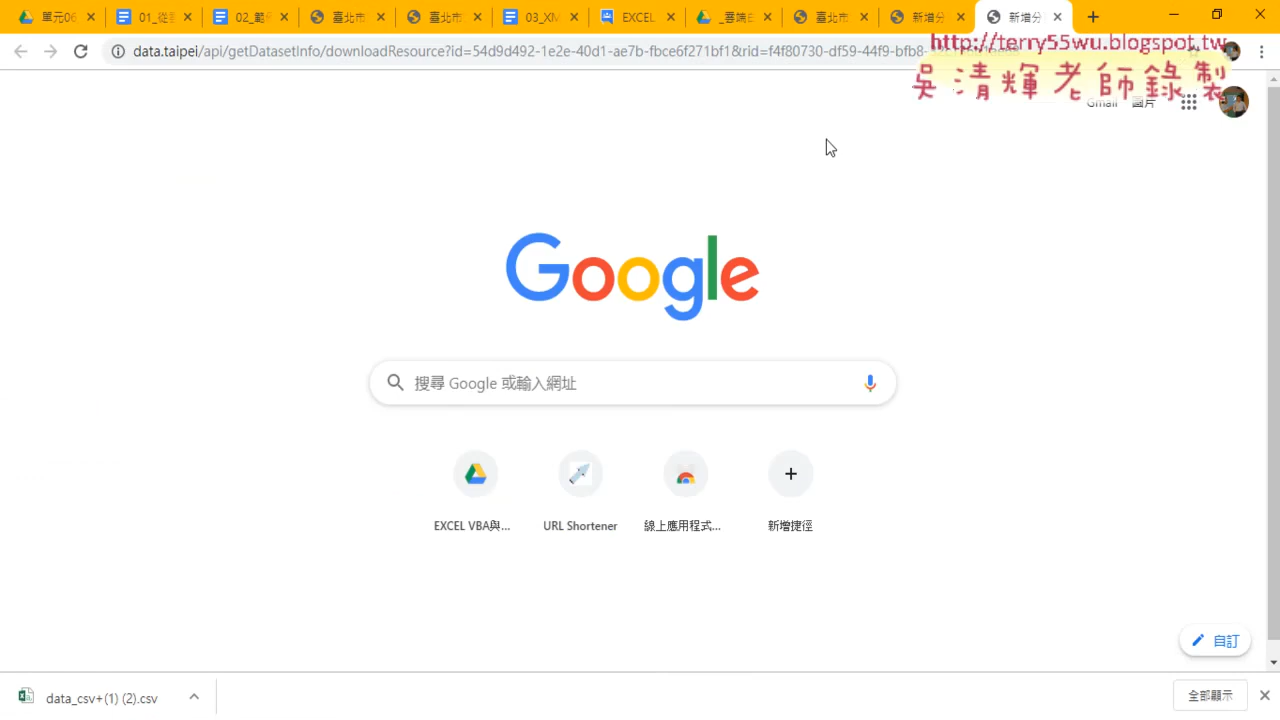 單元06
01_從雲
02_範
臺北市
臺北市
03_XM
EXCEL
_雲端E
臺北市
新增分
新增分
data.taipei/api/getDatasetInfo/downloadResource?id=54d9d492-1e2e-40d1-ae7b-fbce6f271bf1&rid=f4f80730-df59-44f9-bfb8-
http://terry55wu.blogspot.tw
吳清輝老師錄製
Gmail 圖片
Google
搜尋 Google 或輸入網址
EXCEL VBA與...
URL Shortener
線上應用程式...
新增捷徑
自訂
data_csv+(1) (2).csv
全部顯示